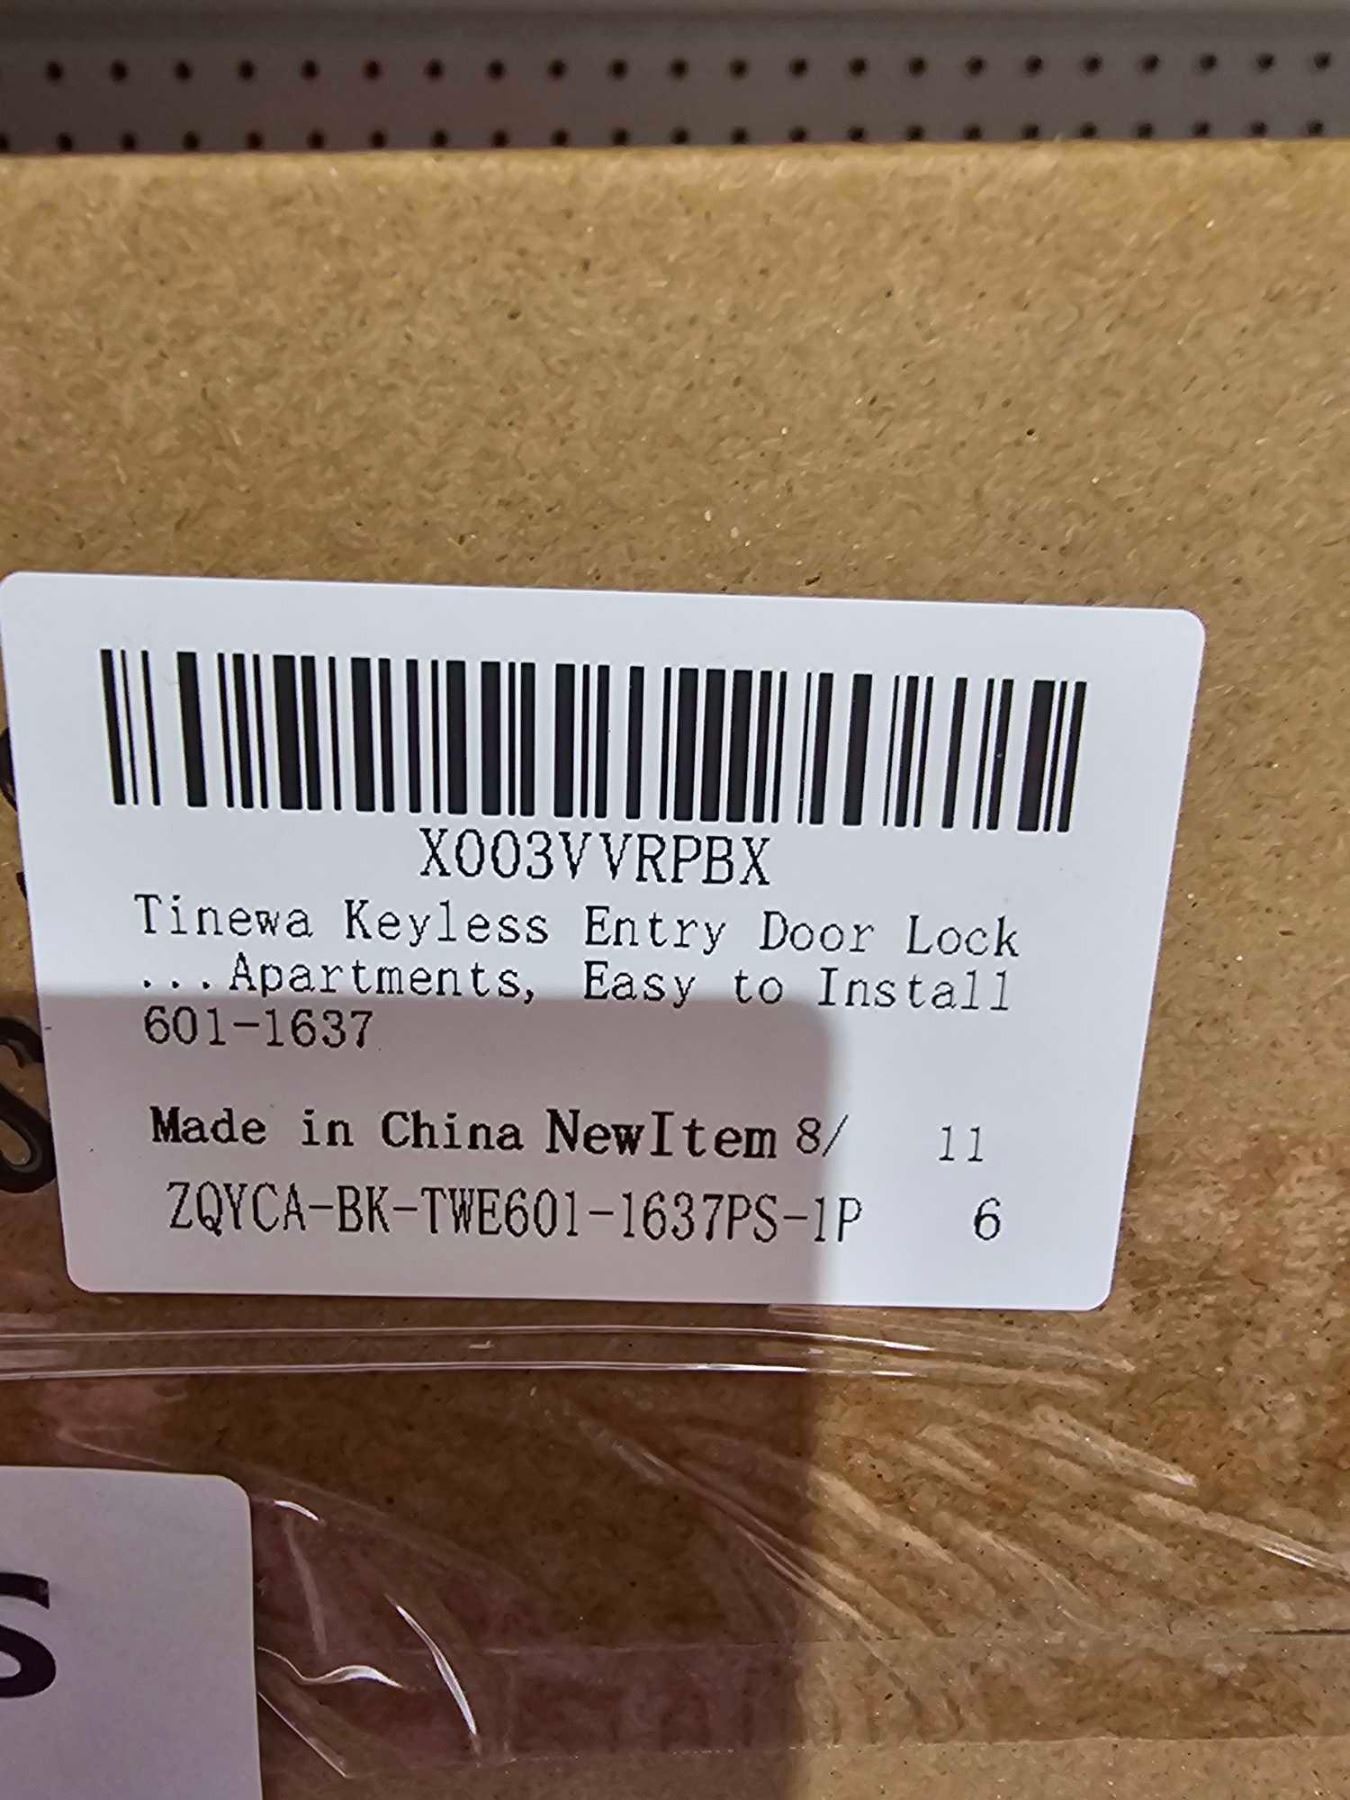 X003VVRPBX
Tinewa Keyless Entry Door Lock
...Apartments, Easy to Install
601-1637
Made in China NewItem 8/ 11
ZQYCA-BK-TWE601-1637PS-1P 6
S
S